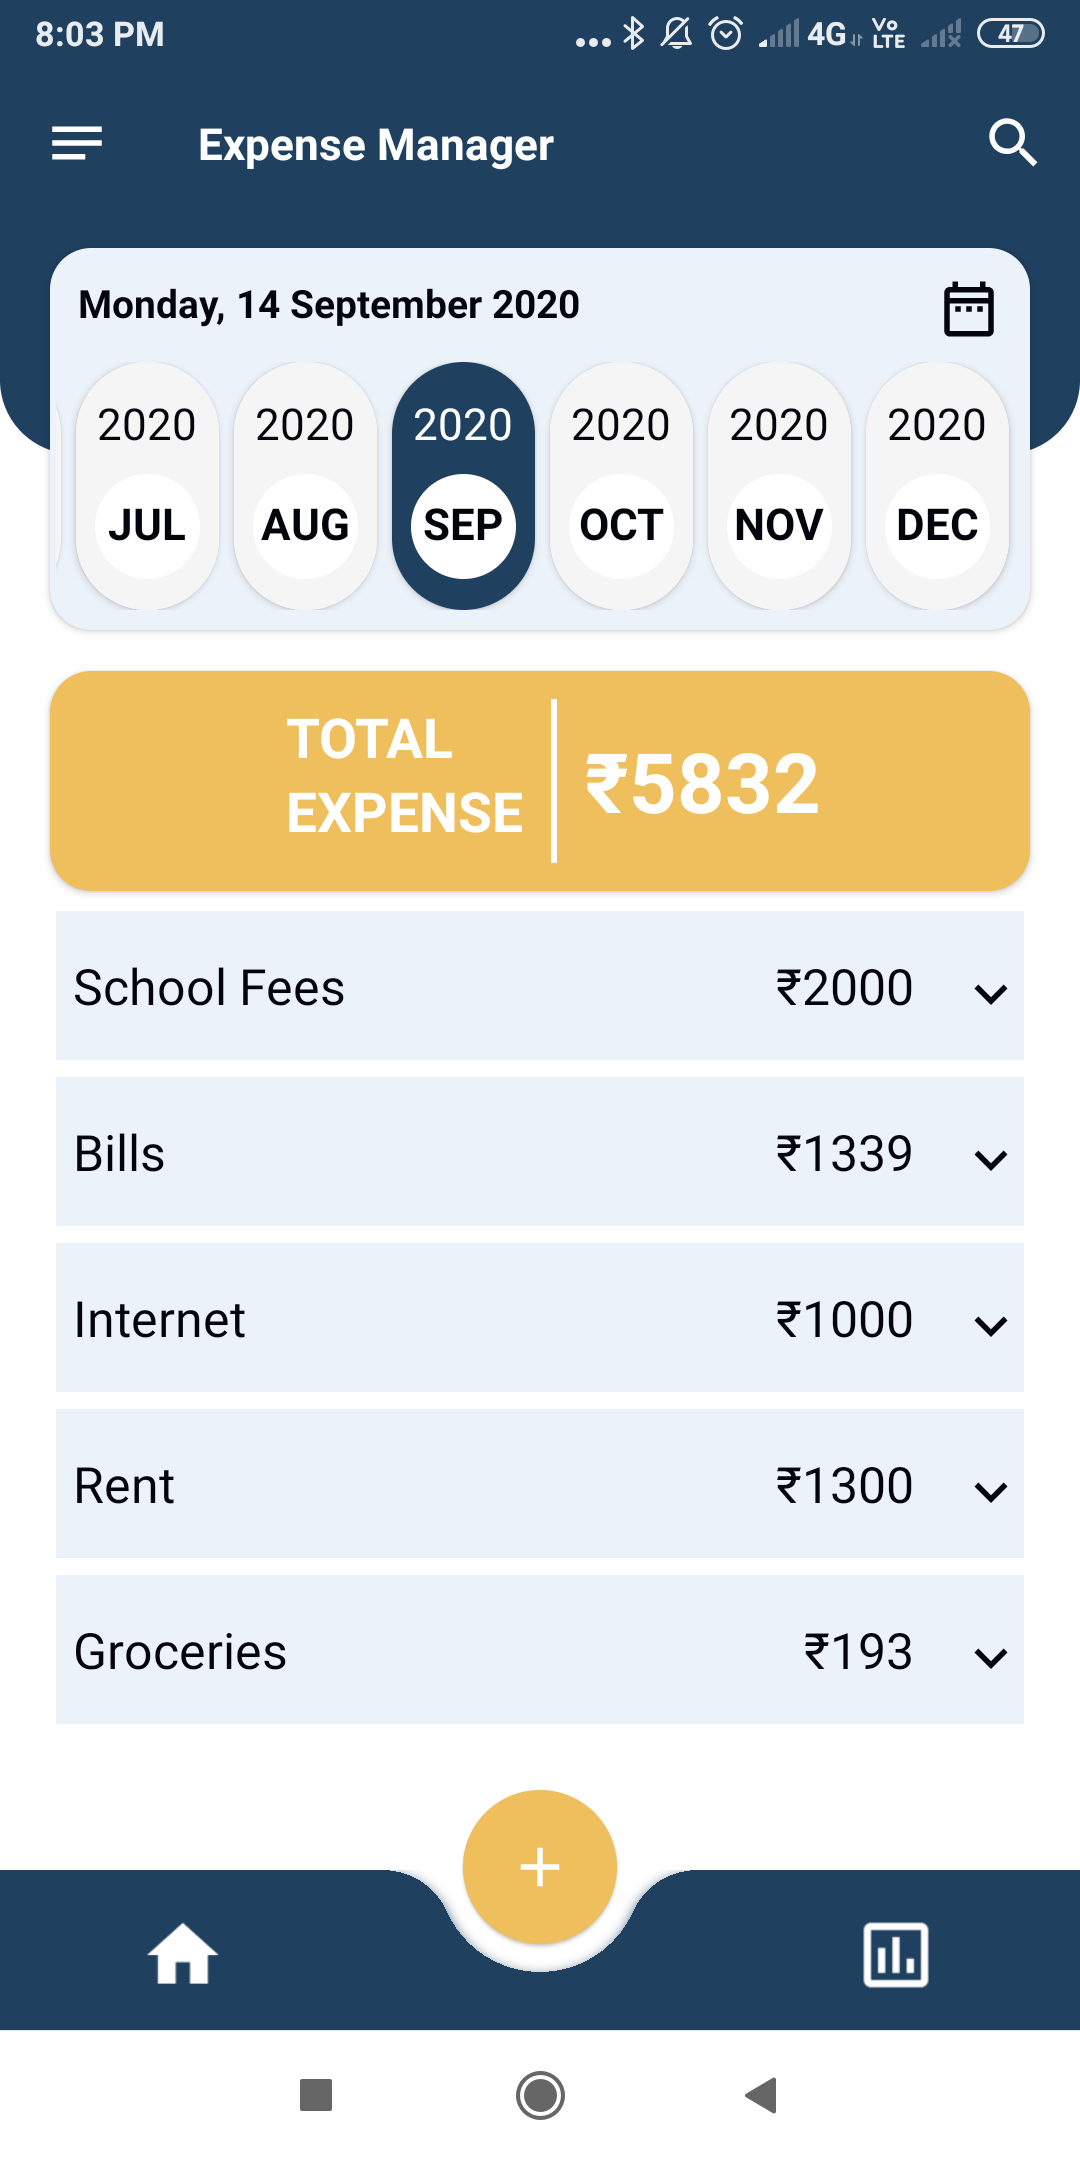 8:03 PM
4G Vo LTE 47
Expense Manager
Monday, 14 September 2020
2020 2020 2020 2020 2020 2020
JUL AUG SEP OCT NOV DEC
TOTAL
EXPENSE
₹5832
School Fees ₹2000
Bills ₹1339
Internet ₹1000
Rent ₹1300
Groceries ₹193